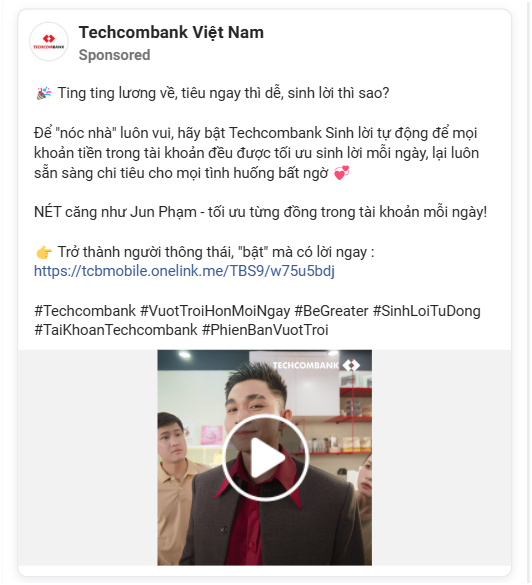 Techcombank Việt Nam
Sponsored
🎉 Ting ting lương về, tiêu ngay thì dễ, sinh lời thì sao?
Để "nóc nhà" luôn vui, hãy bật Techcombank Sinh lời tự động để mọi
khoản tiền trong tài khoản đều được tối ưu sinh lời mỗi ngày, lại luôn
sẵn sàng chi tiêu cho mọi tình huống bất ngờ 💞
NÉT căng như Jun Phạm - tối ưu từng đồng trong tài khoản mỗi ngày!
👉 Trở thành người thông thái, "bật" mà có lời ngay :
https://tcbmobile.onelink.me/TBS9/w75u5bdj
#Techcombank #VuotTroiHonMoiNgay #BeGreater #SinhLoiTuDong
#TaiKhoanTechcombank #PhienBanVuotTroi
TECHCOMBANK
TECHCOMBANK